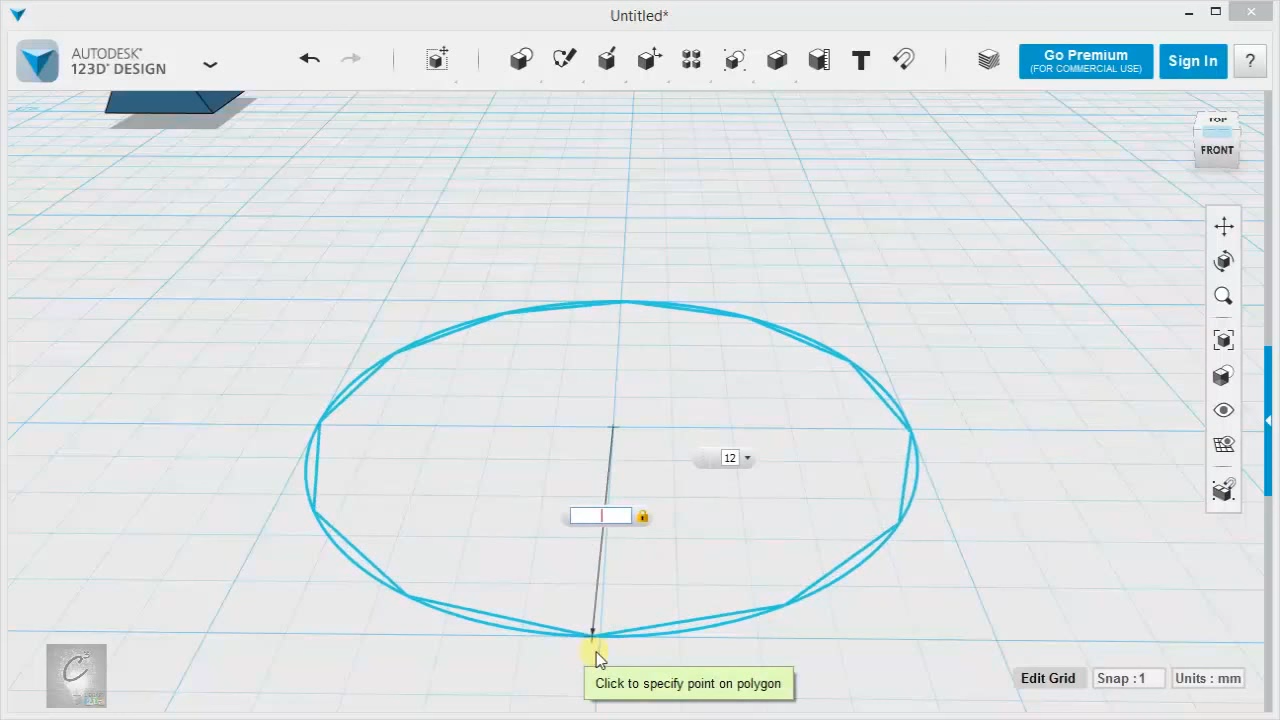 Untitled*
AUTODESK®
123D® DESIGN
Go Premium
(FOR COMMERCIAL USE)
Sign In
?
TOP
FRONT
12
Click to specify point on polygon
Edit Grid
Snap : 1
Units : mm